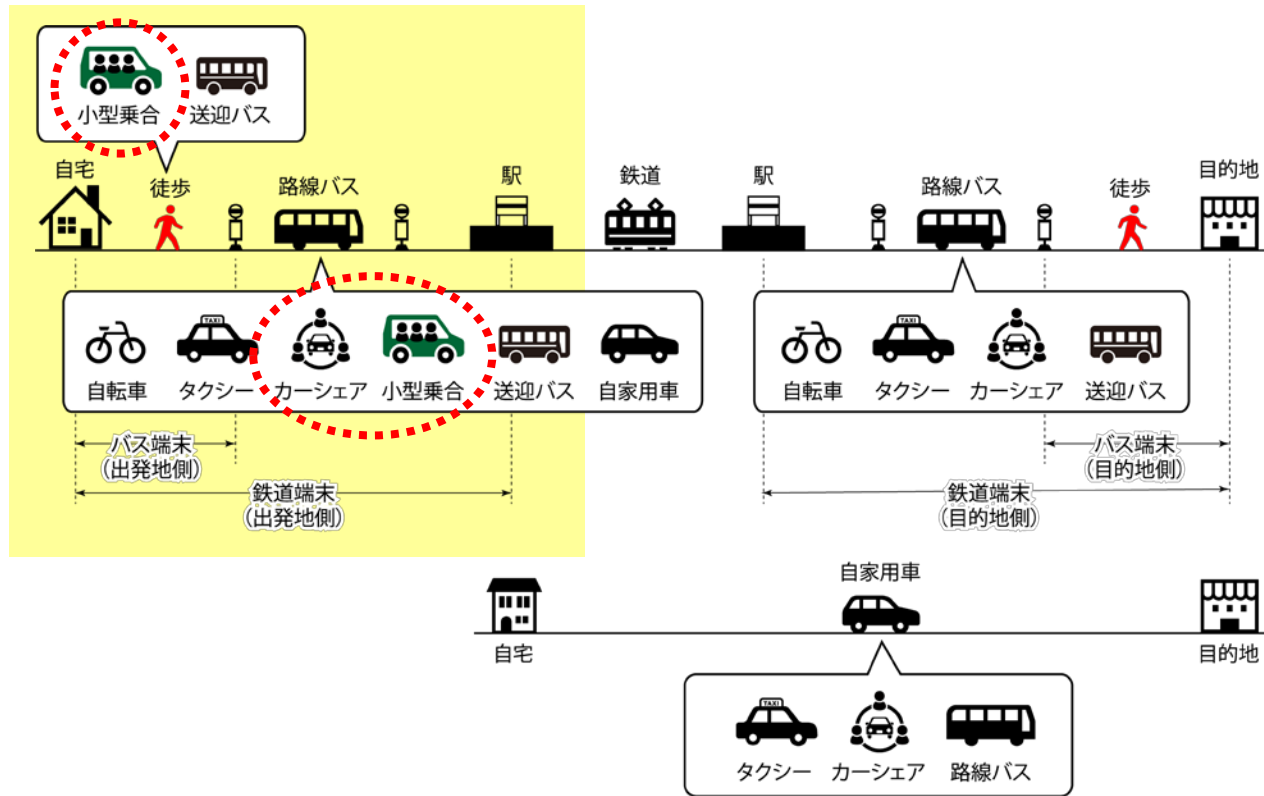 小型乗合
送迎バス
自宅
徒歩
路線バス
駅
鉄道
駅
路線バス
徒歩
目的地
TAXI
TAXI
自転車
タクシー
カーシェア
小型乗合
送迎バス
自家用車
自転車
タクシー
カーシェア
送迎バス
バス端末
(出発地側)
バス端末
(目的地側)
鉄道端末
(出発地側)
鉄道端末
(目的地側)
自家用車
自宅
目的地
TAXI
タクシー
カーシェア
路線バス